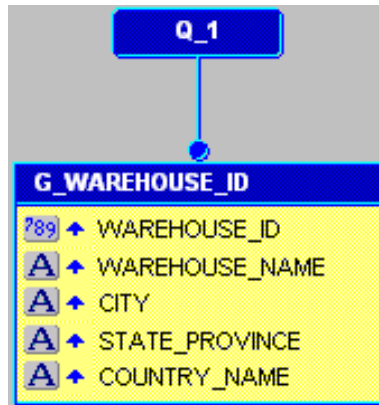 Q_1
G_WAREHOUSE_ID
789 WAREHOUSE_ID
A WAREHOUSE_NAME
A CITY
A STATE_PROVINCE
A COUNTRY_NAME